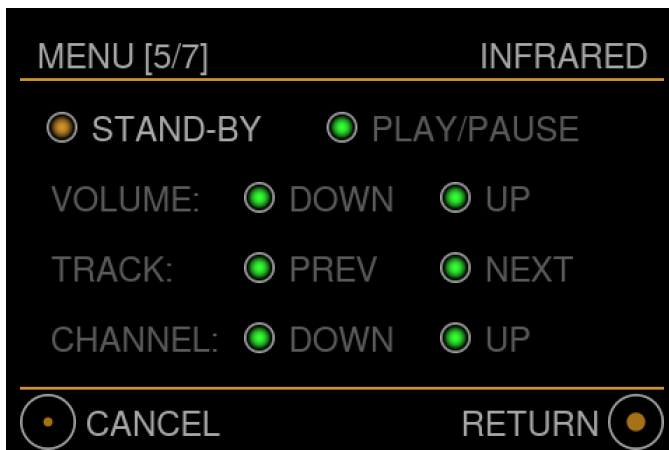 MENU [5/7] INFRARED
STAND-BY PLAY/PAUSE
VOLUME: DOWN UP
TRACK: PREV NEXT
CHANNEL: DOWN UP
CANCEL RETURN